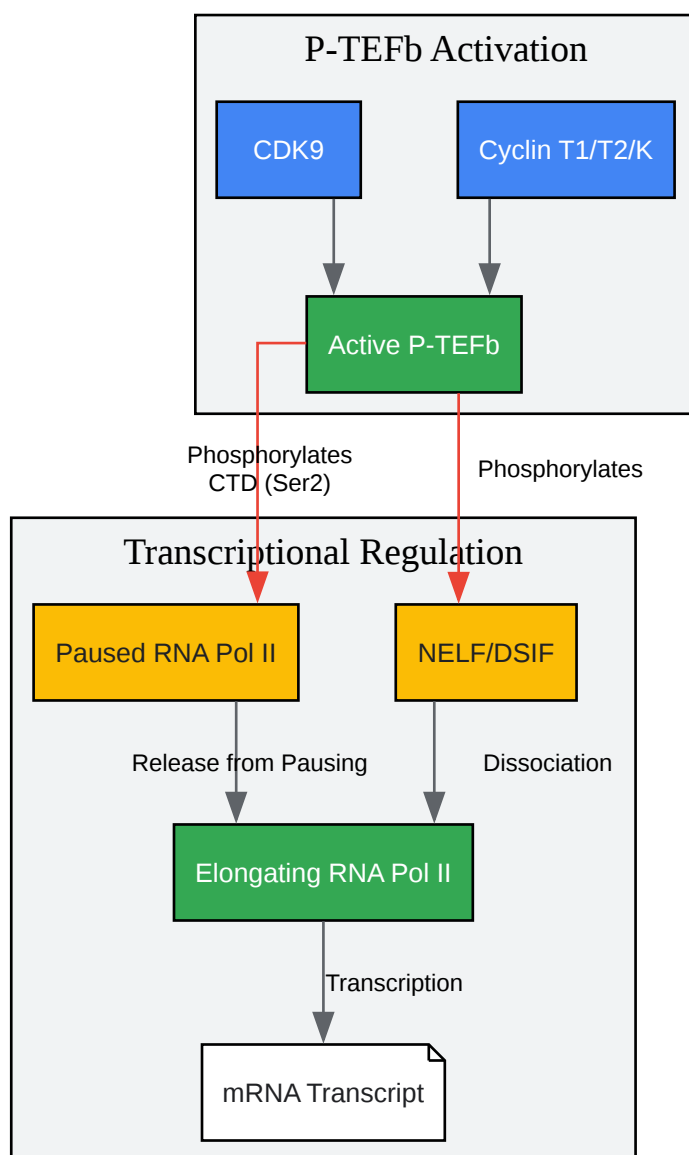 P-TEFb Activation
CDK9
Cyclin T1/T2/K
Active P-TEFb
Phosphorylates
CTD (Ser2)
Phosphorylates
Transcriptional Regulation
Paused RNA Pol II
NELF/DSIF
Release from Pausing
Dissociation
Elongating RNA Pol II
Transcription
mRNA Transcript